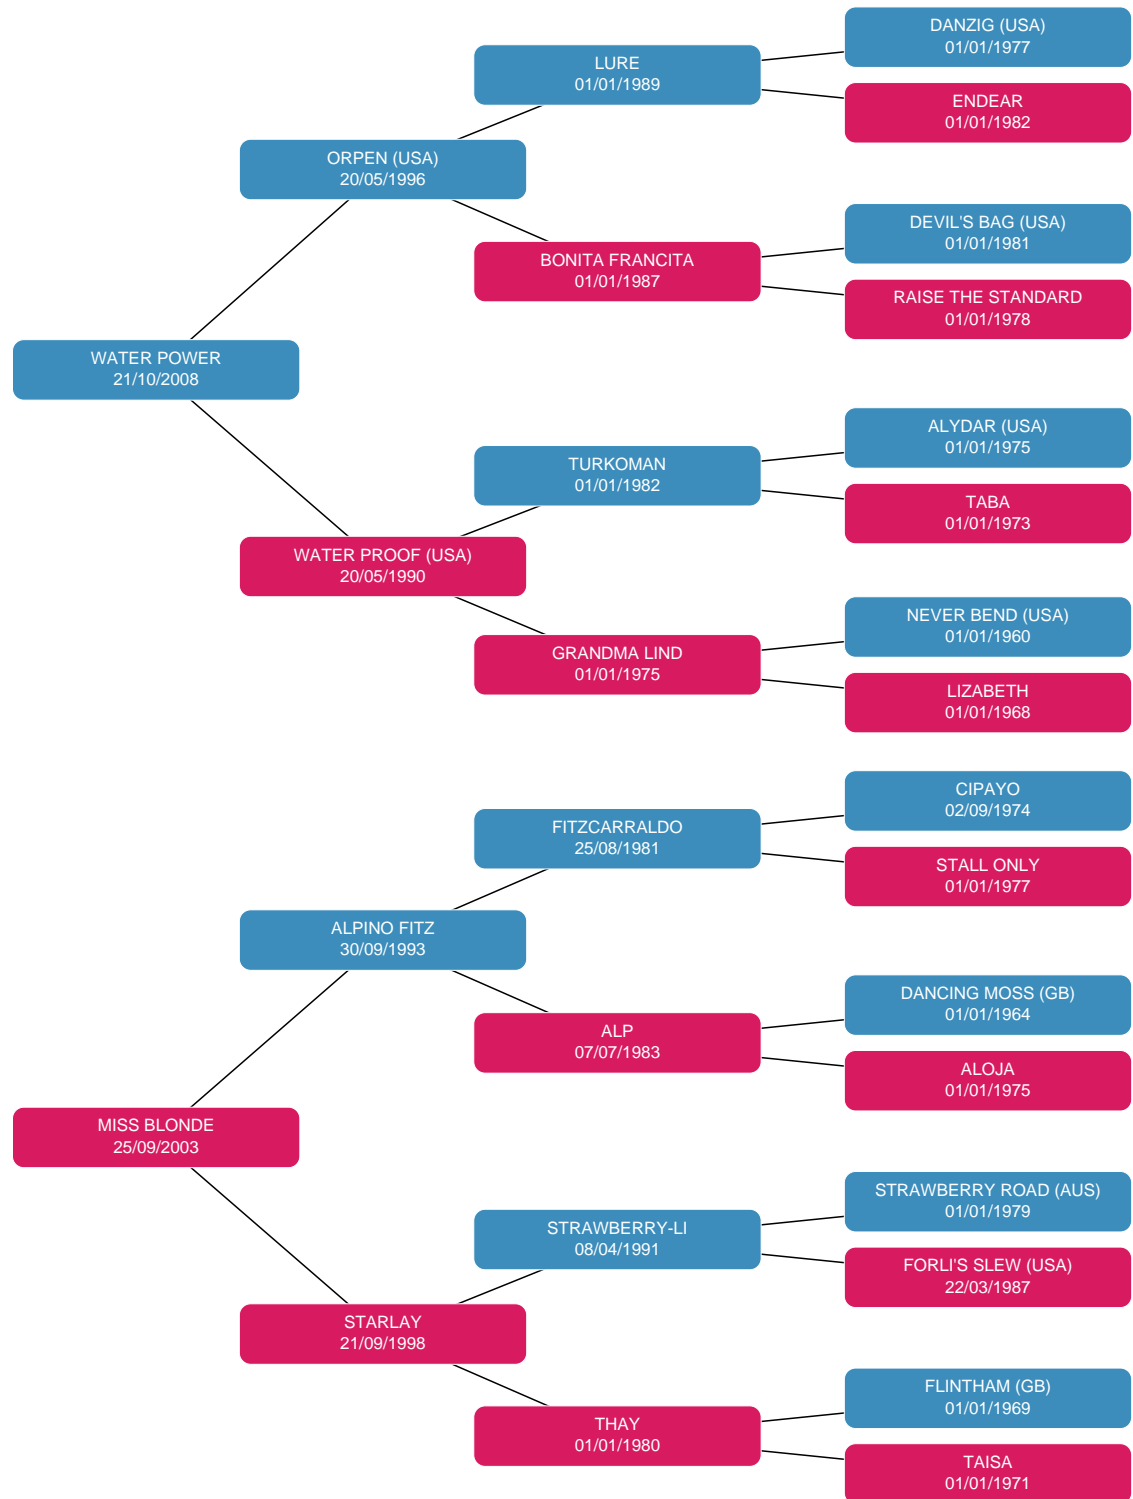 DANZIG (USA)
01/01/1977
LURE
01/01/1989
ENDEAR
01/01/1982
ORPEN (USA)
20/05/1996
DEVIL'S BAG (USA)
01/01/1981
BONITA FRANCITA
01/01/1987
RAISE THE STANDARD
01/01/1978
WATER POWER
21/10/2008
ALYDAR (USA)
01/01/1975
TURKOMAN
01/01/1982
TABA
01/01/1973
WATER PROOF (USA)
20/05/1990
NEVER BEND (USA)
01/01/1960
GRANDMA LIND
01/01/1975
LIZABETH
01/01/1968
CIPAYO
02/09/1974
FITZCARRALDO
25/08/1981
STALL ONLY
01/01/1977
ALPINO FITZ
30/09/1993
DANCING MOSS (GB)
01/01/1964
ALP
07/07/1983
ALOJA
01/01/1975
MISS BLONDE
25/09/2003
STRAWBERRY ROAD (AUS)
01/01/1979
STRAWBERRY-LI
08/04/1991
FORLI'S SLEW (USA)
22/03/1987
STARLAY
21/09/1998
FLINTHAM (GB)
01/01/1969
THAY
01/01/1980
TAISA
01/01/1971